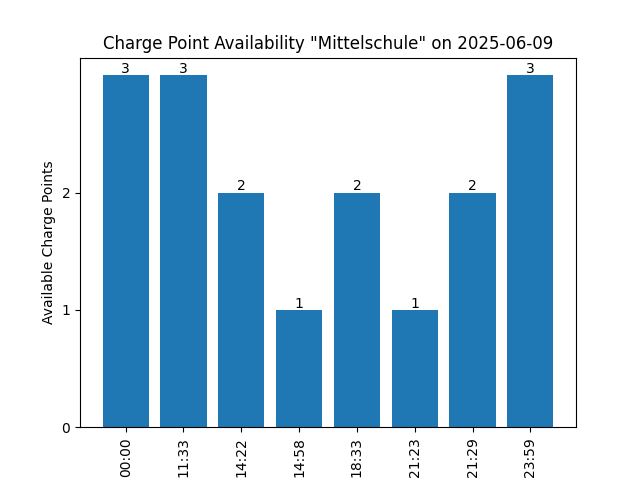 Charge Point Availability "Mittelschule" on 2025-06-09
3 3 2 1 2 1 2 3
Available Charge Points
2
1
0
00:00 11:33 14:22 14:58 18:33 21:23 21:29 23:59